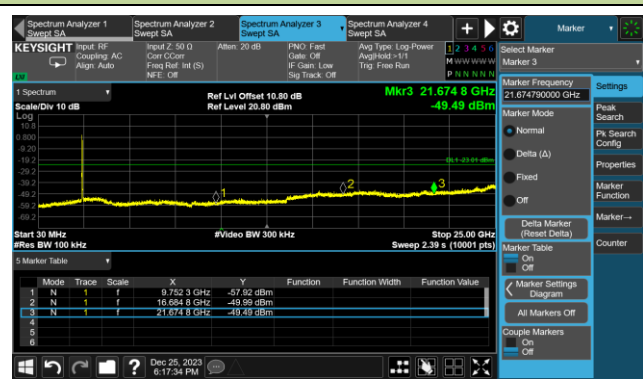 Spectrum Analyzer 1
Swept SA
Spectrum Analyzer 2
Swept SA
Spectrum Analyzer 3
Swept SA
Spectrum Analyzer 4
Swept SA
+
Marker
KEYSIGHT
Input: RF
Coupling: AC
Align: Auto
Input Z: 50 Ω
Corr CCorr
Freq Ref: Int (S)
NFE: Off
Atten: 20 dB
PNO: Fast
Gate: Off
IF Gain: Low
Sig Track: Off
Avg Type: Log-Power
Avg|Hold:>1/1
Trig: Free Run
1 2 3 4 5 6
M W W W W W
P N N N N N
LU
Select Marker
Marker 3
1 Spectrum
Scale/Div 10 dB
Ref Lvl Offset 10.80 dB
Ref Level 20.80 dBm
Mkr3 21.674 8 GHz
-49.49 dBm
Log
10.8
0.800
-9.20
-19.2
-29.2
-39.2
-49.2
-59.2
-69.2
DL1 -23.01 dBm
1
2
3
Start 30 MHz
#Res BW 100 kHz
#Video BW 300 kHz
Stop 25.00 GHz
Sweep 2.39 s (10001 pts)
5 Marker Table
Mode Trace Scale X Y Function Function Width Function Value
1 N 1 f 9.752 3 GHz -57.92 dBm
2 N 1 f 16.684 8 GHz -49.99 dBm
3 N 1 f 21.674 8 GHz -49.49 dBm
4
5
6
Marker Frequency
21.674790000 GHz
Marker Mode
Normal
Delta (Δ)
Fixed
Off
Delta Marker
(Reset Delta)
Marker Table
On
Off
Marker Settings
Diagram
All Markers Off
Couple Markers
On
Off
Settings
Peak
Search
Pk Search
Config
Properties
Marker
Function
Marker→
Counter
?
Dec 25, 2023
6:17:34 PM